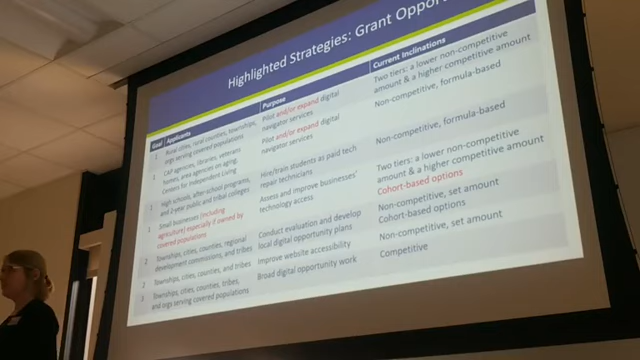 Highlighted Strategies: Grant Oppor
Goal Applicants Purpose Current Inclinations
1 Rural cities, rural counties, townships, orgs serving covered populations
Pilot and/or expand digital navigator services
Two tiers: a lower non-competitive amount & a higher competitive amount
1 CAP agencies, libraries, veterans homes, area agencies on aging, Centers for Independent Living
Pilot and/or expand digital navigator services
Non-competitive, formula-based
1 High schools, after-school programs, and 2-year public and tribal colleges
Hire/train students as paid tech repair technicians
Non-competitive, formula-based
1 Small businesses (including agriculture) especially if owned by covered populations
Assess and improve businesses' technology access
Two tiers: a lower non-competitive amount & a higher competitive amount
Cohort-based options
2 Townships, cities, counties, regional development commissions, and tribes
Conduct evaluation and develop local digital opportunity plans
Non-competitive, set amount
Cohort-based options
2 Townships, cities, counties, and tribes
Improve website accessibility
Non-competitive, set amount
3 Townships, cities, counties, tribes, and orgs serving covered populations
Broad digital opportunity work
Competitive